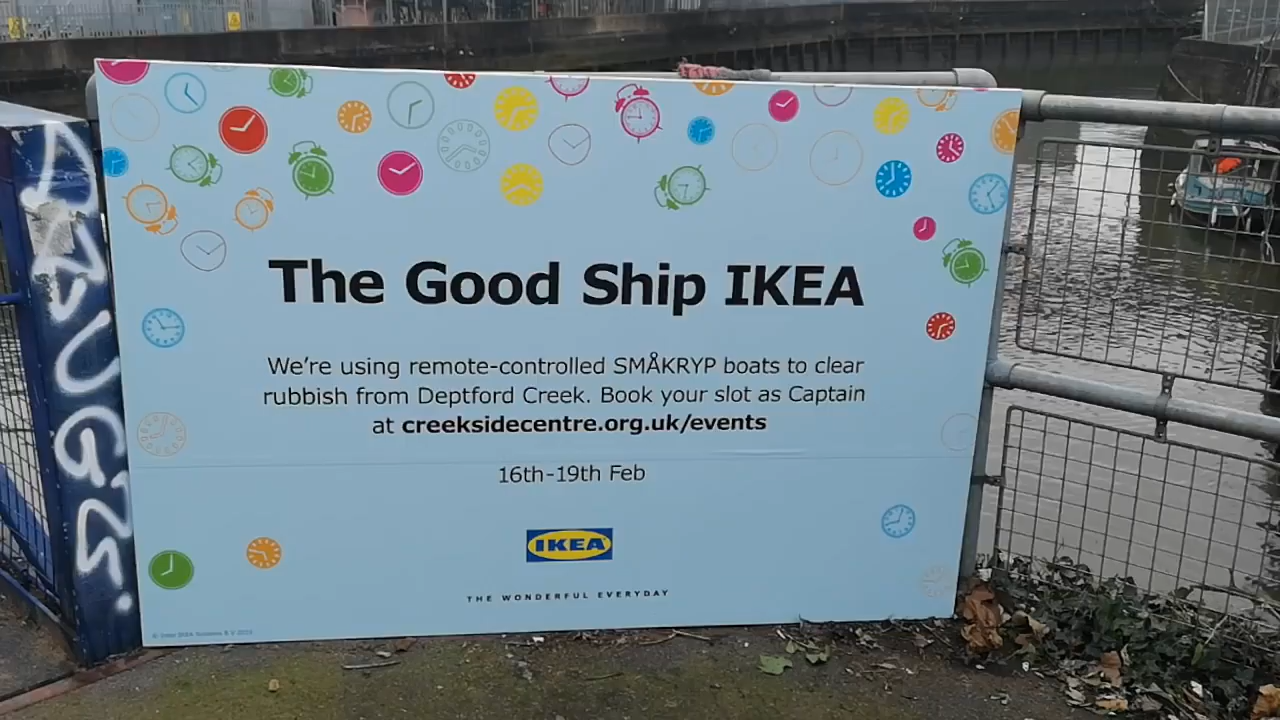 The Good Ship IKEA
We're using remote-controlled SMÅKRYP boats to clear
rubbish from Deptford Creek. Book your slot as Captain
at creeksidecentre.org.uk/events
16th-19th Feb
IKEA
THE WONDERFUL EVERYDAY